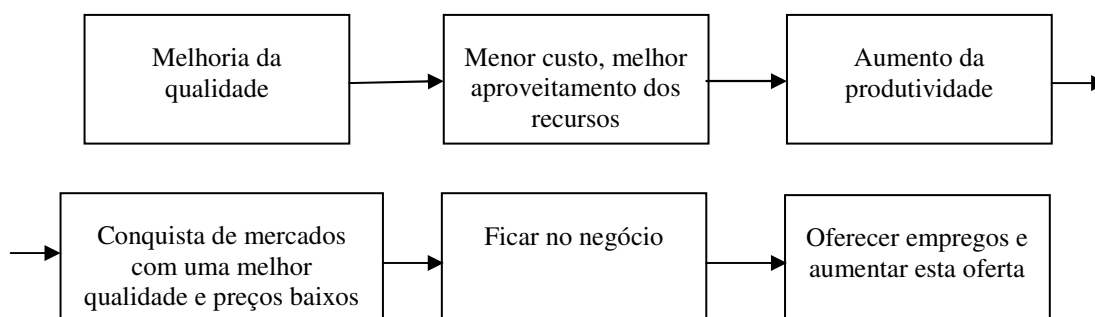 Melhoria da
qualidade
Menor custo, melhor
aproveitamento dos
recursos
Aumento da
produtividade
Conquista de mercados
com uma melhor
qualidade e preços baixos
Ficar no negócio
Oferecer empregos e
aumentar esta oferta